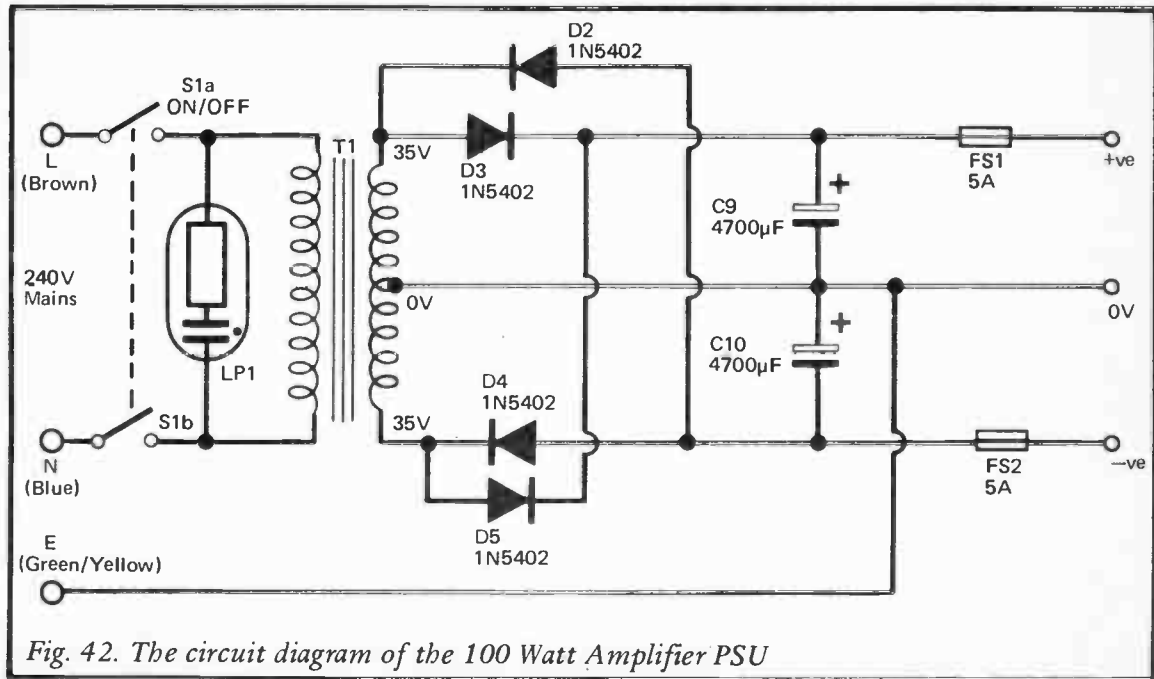 D2
1N5402
S1a
ON/OFF
L
(Brown)
T1
35V
D3
1N5402
FS1
5A
+ve
+
C9
4700µF
240V
Mains
0V
0V
+
C10
4700µF
LP1
D4
1N5402
S1b
35V
N
(Blue)
FS2
5A
−ve
D5
1N5402
E
(Green/Yellow)
Fig. 42. The circuit diagram of the 100 Watt Amplifier PSU